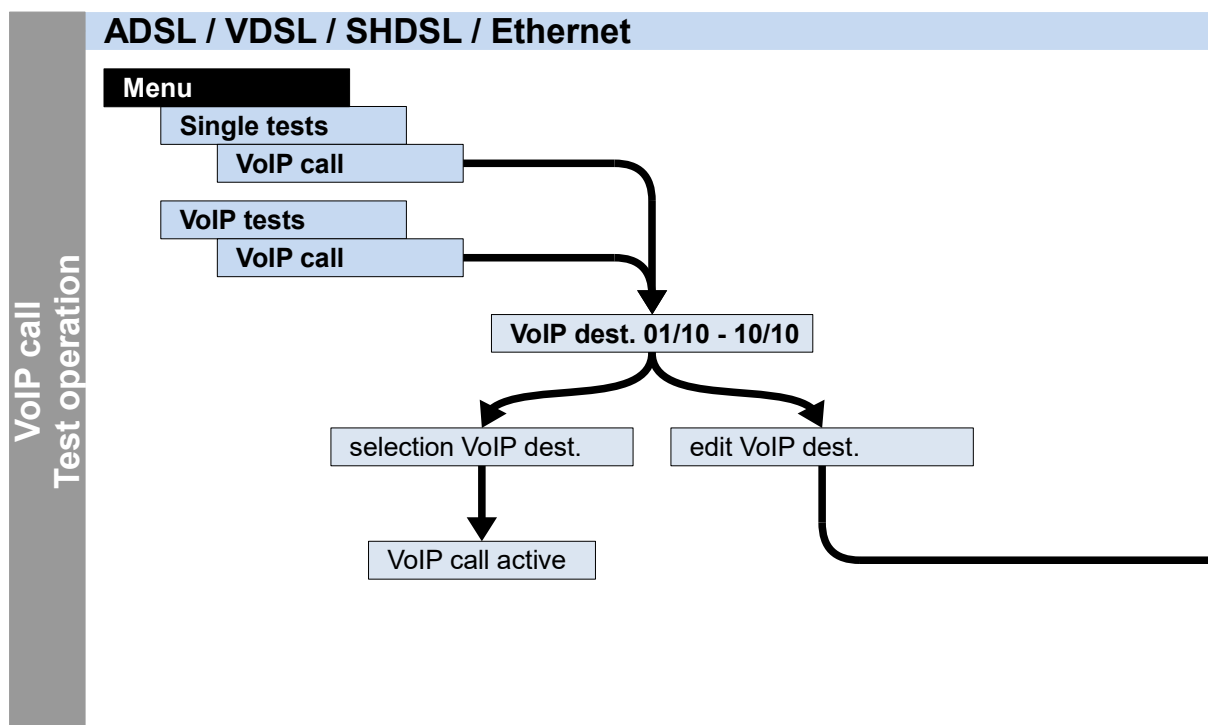 ADSL / VDSL / SHDSL / Ethernet
Menu
Single tests
VoIP call
VoIP tests
VoIP call
VoIP dest. 01/10 - 10/10
selection VoIP dest.
edit VoIP dest.
VoIP call active
VoIP call
Test operation